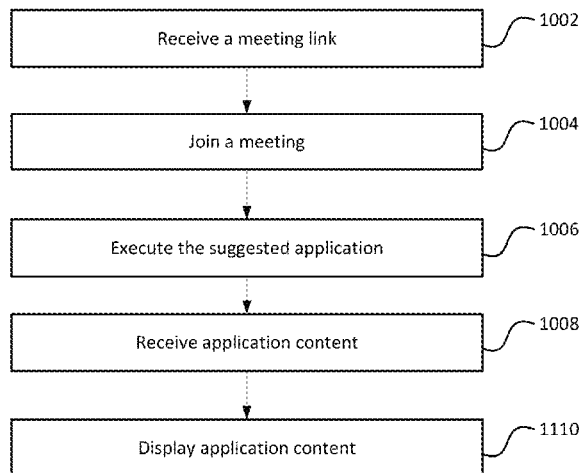 Receive a meeting link
1002
Join a meeting
1004
Execute the suggested application
1006
Receive application content
1008
Display application content
1110